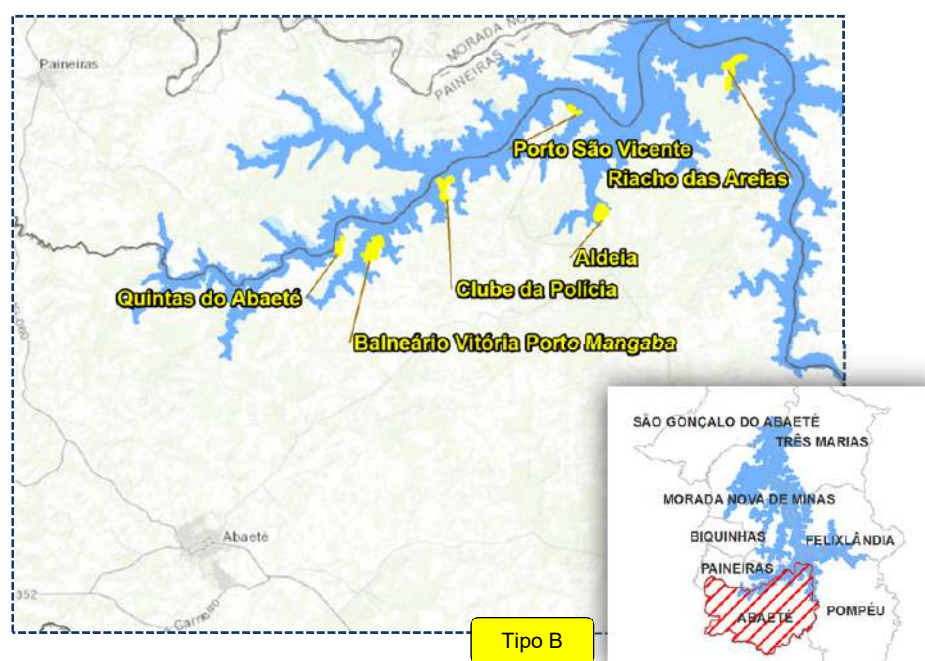 Paineiras
MORADA NO
PAINEIRAS
Porto São Vicente
Riacho das Areias
Aldeia
Clube da Polícia
Quintas do Abaeté
Balneário Vitória Porto Mangaba
Abaeté
352
Tipo B
SÃO GONÇALO DO ABAETÉ
TRÊS MARIAS
MORADA NOVA DE MINAS
BIQUINHAS
FELIXLÂNDIA
PAINEIRAS
ABAETÉ
POMPÉU